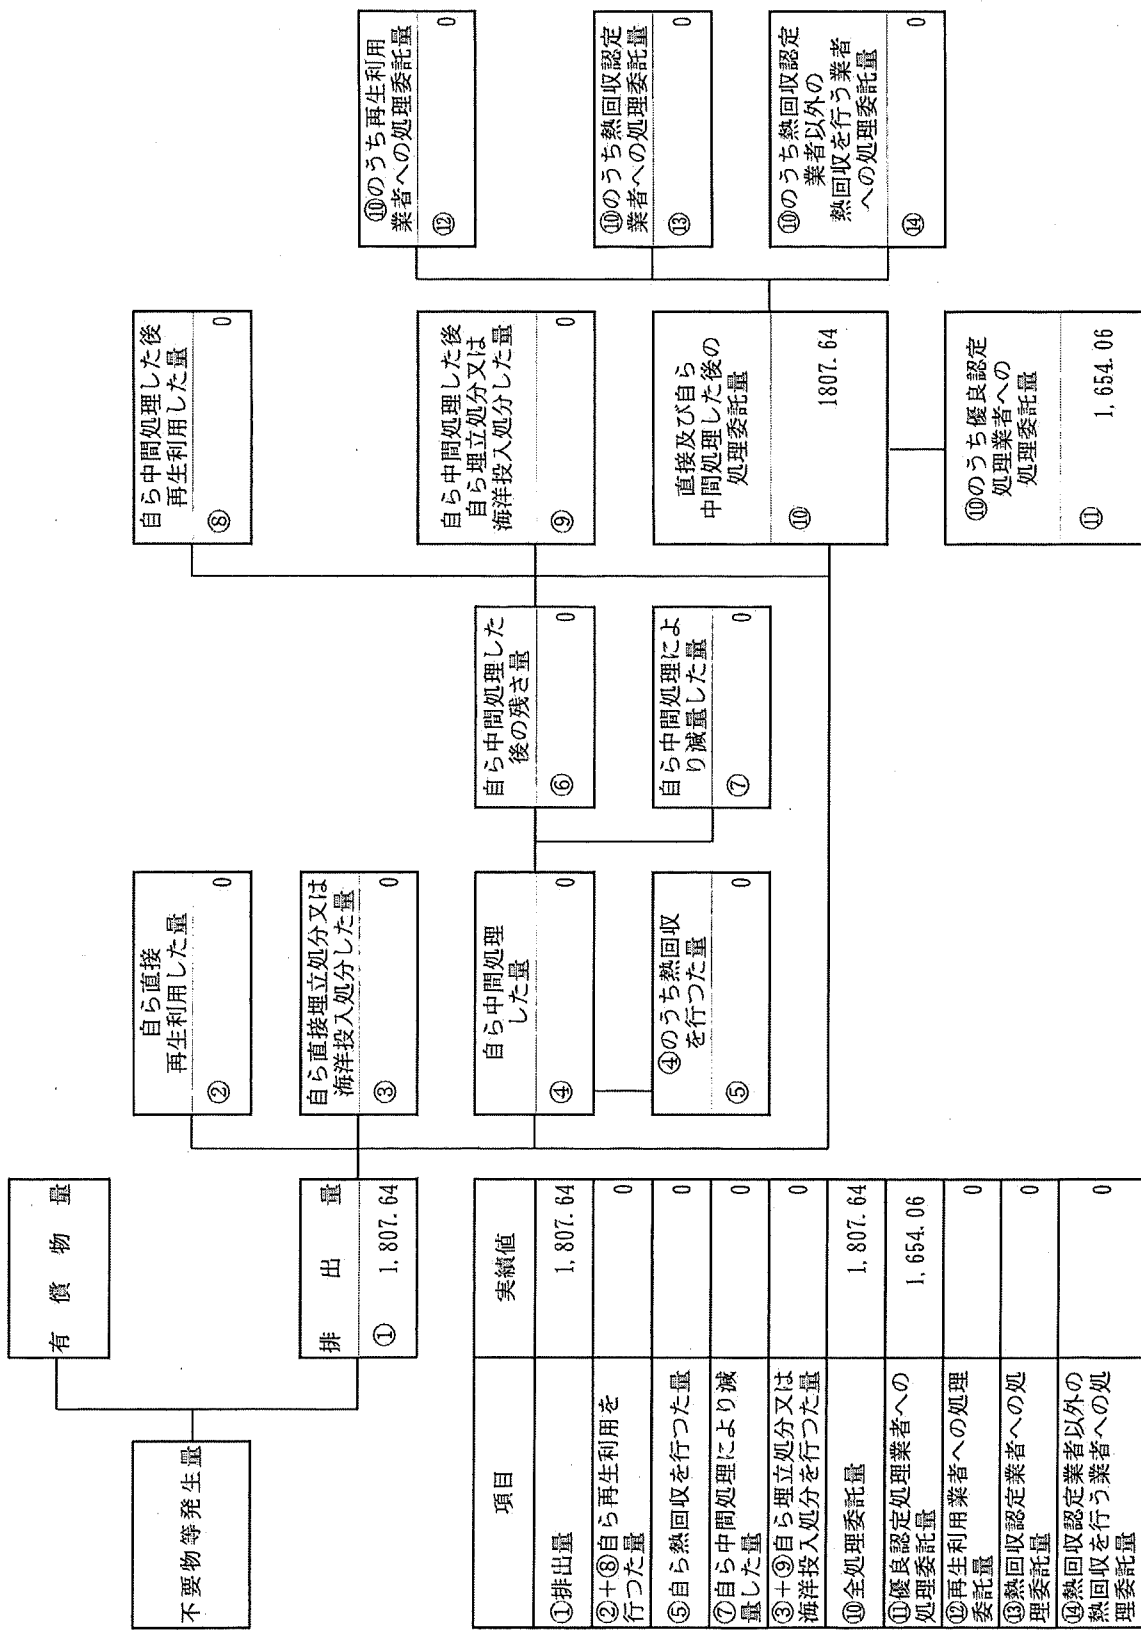 不要物等発生量
有償物量
排出量
① 1,807.64
自ら直接
再生利用した量
② 0
自ら直接埋立処分又は
海洋投入処分した量
③ 0
自ら中間処理
した量
④ 0
④のうち熱回収
を行つた量
⑤ 0
自ら中間処理した
後の残さ量
⑥ 0
自ら中間処理によ
り減量した量
⑦ 0
自ら中間処理した後
再生利用した量
⑧ 0
自ら中間処理した後
自ら埋立処分又は
海洋投入処分した量
⑨ 0
直接及び自ら
中間処理した後の
処理委託量
⑩ 1807.64
⑩のうち優良認定
処理業者への
処理委託量
⑪ 1,654.06
⑩のうち再生利用
業者への処理委託量
⑫ 0
⑩のうち熱回収認定
業者への処理委託量
⑬ 0
⑩のうち熱回収認定
業者以外の
熱回収を行う業者
への処理委託量
⑭ 0
項目 実績値
①排出量 1,807.64
②+⑧自ら再生利用を
行つた量 0
⑤自ら熱回収を行つた量 0
⑦自ら中間処理により減
量した量 0
③+⑨自ら埋立処分又は
海洋投入処分を行つた量 0
⑩全処理委託量 1,807.64
⑪優良認定処理業者への
処理委託量 1,654.06
⑫再生利用業者への処理
委託量 0
⑬熱回収認定業者への処
理委託量 0
⑭熱回収認定業者以外の
熱回収を行う業者への処
理委託量 0